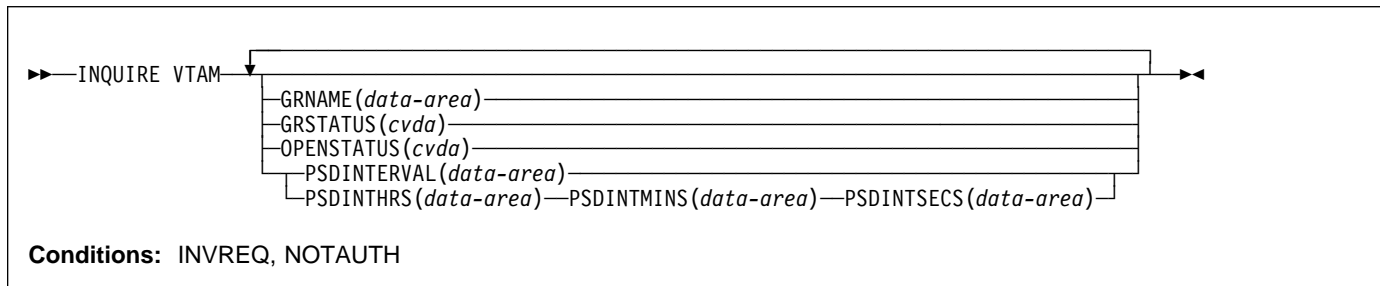 INQUIRE VTAM
GRNAME(data-area)
GRSTATUS(cvda)
OPENSTATUS(cvda)
PSDINTERVAL(data-area)
PSDINTHRS(data-area) PSDINTMINS(data-area) PSDINTSECS(data-area)
Conditions: INVREQ, NOTAUTH